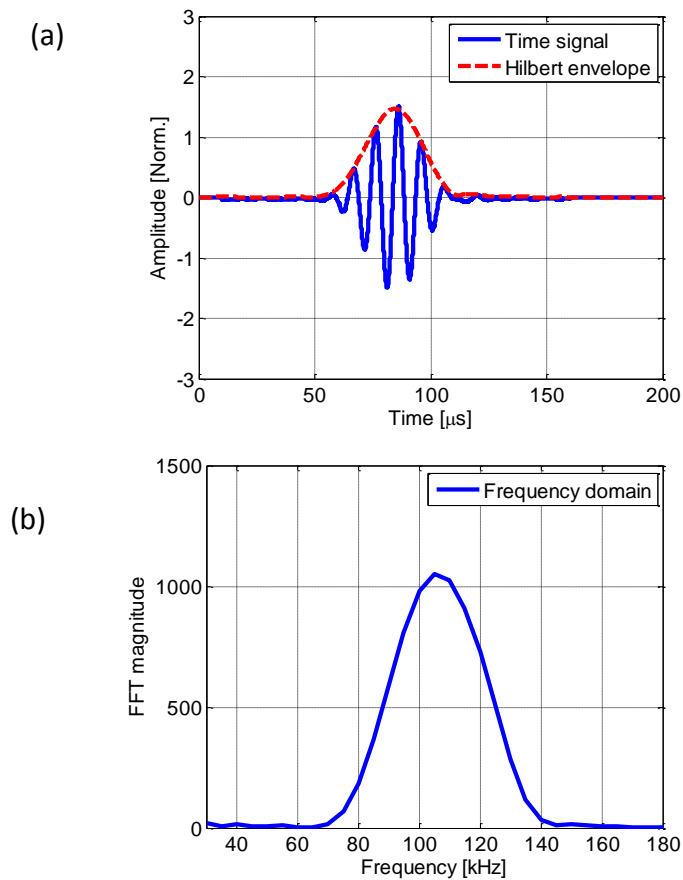 (a)
Time signal
Hilbert envelope
Amplitude [Norm.]
3
2
1
0
-1
-2
-3
0 50 100 150 200
Time [μs]
(b)
Frequency domain
FFT magnitude
1500
1000
500
0
40 60 80 100 120 140 160 180
Frequency [kHz]